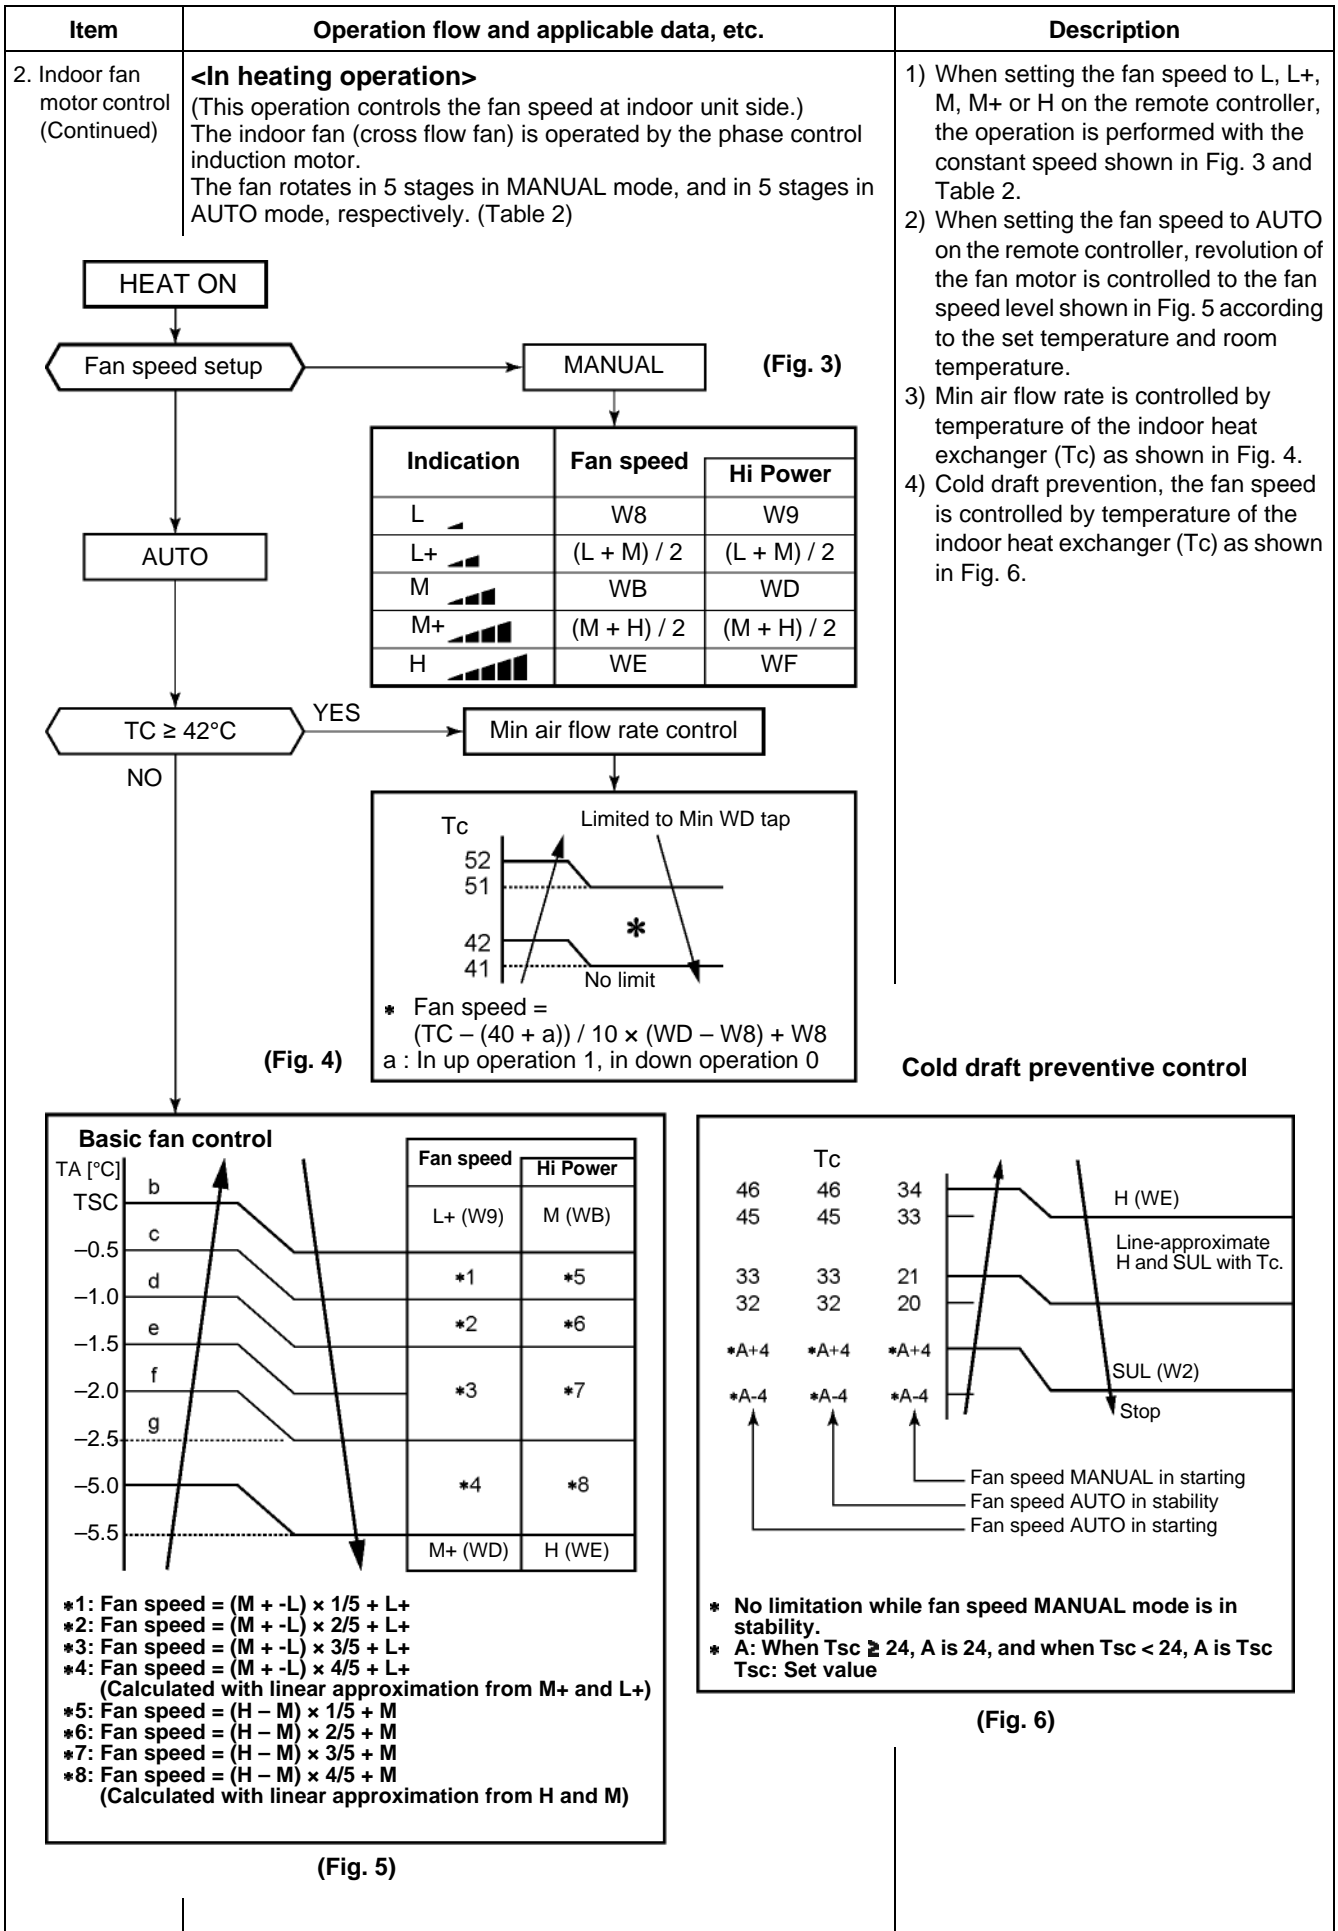 Item
Operation flow and applicable data, etc.
Description
2. Indoor fan
motor control
(Continued)
<In heating operation>
(This operation controls the fan speed at indoor unit side.)
The indoor fan (cross flow fan) is operated by the phase control
induction motor.
The fan rotates in 5 stages in MANUAL mode, and in 5 stages in
AUTO mode, respectively. (Table 2)
1) When setting the fan speed to L, L+,
M, M+ or H on the remote controller,
the operation is performed with the
constant speed shown in Fig. 3 and
Table 2.
2) When setting the fan speed to AUTO
on the remote controller, revolution of
the fan motor is controlled to the fan
speed level shown in Fig. 5 according
to the set temperature and room
temperature.
3) Min air flow rate is controlled by
temperature of the indoor heat
exchanger (Tc) as shown in Fig. 4.
4) Cold draft prevention, the fan speed
is controlled by temperature of the
indoor heat exchanger (Tc) as shown
in Fig. 6.
HEAT ON
Fan speed setup
MANUAL
(Fig. 3)
Indication Fan speed Hi Power
L W8 W9
L+ (L + M) / 2 (L + M) / 2
M WB WD
M+ (M + H) / 2 (M + H) / 2
H WE WF
AUTO
TC ≥ 42°C
YES
NO
Min air flow rate control
Tc
Limited to Min WD tap
52
51
*
42
41
No limit
* Fan speed =
(TC – (40 + a)) / 10 × (WD – W8) + W8
a : In up operation 1, in down operation 0
(Fig. 4)
Basic fan control
TA [°C]
Fan speed Hi Power
TSC
b
L+ (W9) M (WB)
–0.5
c
*1 *5
–1.0
d
*2 *6
–1.5
e
–2.0
f
*3 *7
–2.5
g
–5.0
*4 *8
–5.5
M+ (WD) H (WE)
*1: Fan speed = (M + -L) × 1/5 + L+
*2: Fan speed = (M + -L) × 2/5 + L+
*3: Fan speed = (M + -L) × 3/5 + L+
*4: Fan speed = (M + -L) × 4/5 + L+
(Calculated with linear approximation from M+ and L+)
*5: Fan speed = (H – M) × 1/5 + M
*6: Fan speed = (H – M) × 2/5 + M
*7: Fan speed = (H – M) × 3/5 + M
*8: Fan speed = (H – M) × 4/5 + M
(Calculated with linear approximation from H and M)
(Fig. 5)
Cold draft preventive control
Tc
46 46 34
45 45 33
H (WE)
Line-approximate
H and SUL with Tc.
33 33 21
32 32 20
*A+4 *A+4 *A+4
SUL (W2)
*A-4 *A-4 *A-4
Stop
Fan speed MANUAL in starting
Fan speed AUTO in stability
Fan speed AUTO in starting
* No limitation while fan speed MANUAL mode is in
stability.
* A: When Tsc ≧ 24, A is 24, and when Tsc < 24, A is Tsc
Tsc: Set value
(Fig. 6)